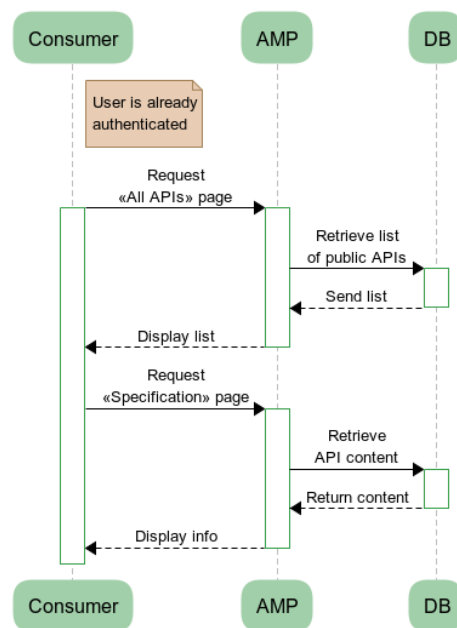 Consumer
AMP
DB
User is already
authenticated
Request
«All APIs» page
Retrieve list
of public APIs
Send list
Display list
Request
«Specification» page
Retrieve
API content
Return content
Display info
Consumer
AMP
DB